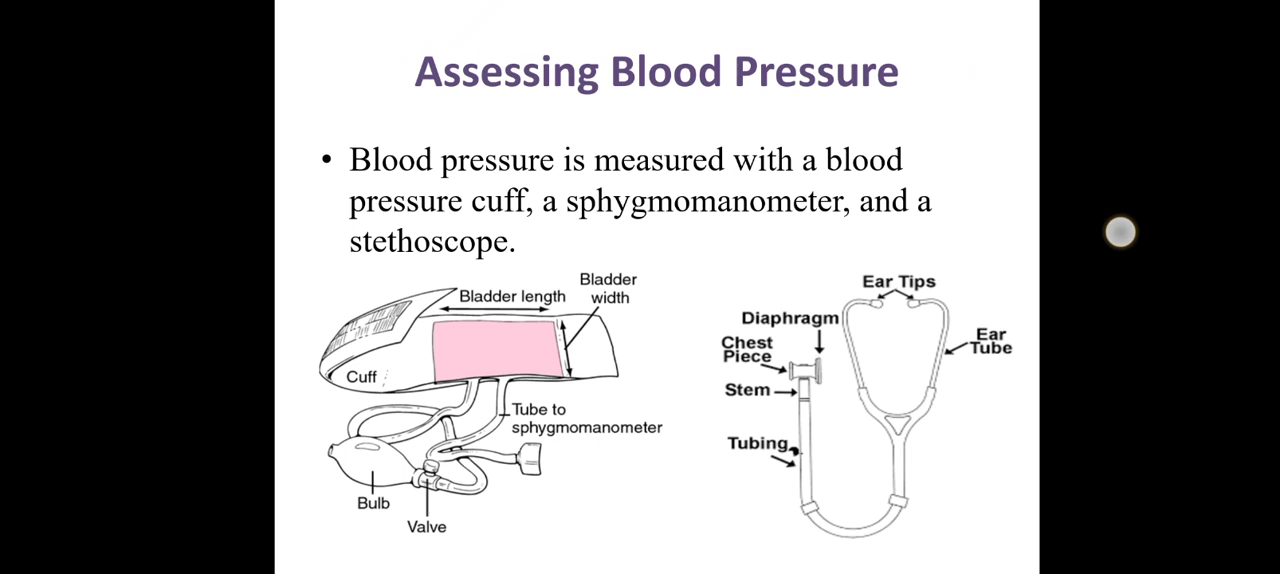 Assessing Blood Pressure
• Blood pressure is measured with a blood
pressure cuff, a sphygmomanometer, and a
stethoscope.
Bladder
width
Bladder length
Cuff
Tube to
sphygmomanometer
Bulb
Valve
Ear Tips
Diaphragm
Chest
Piece
Ear
Tube
Stem
Tubing